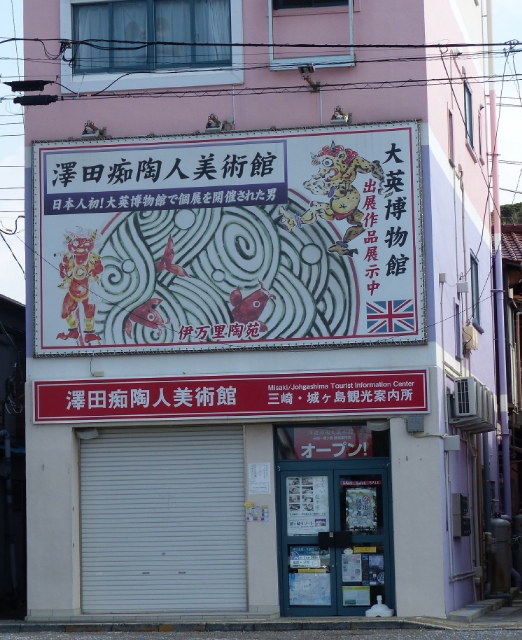 澤田痴陶人美術館
日本人初!大英博物館で個展を開催された男
大英博物館
出展作品展示中
伊万里陶苑
澤田痴陶人美術館
Misaki/Johgashima Tourist Information Center
三崎・城ヶ島観光案内所
オープン!